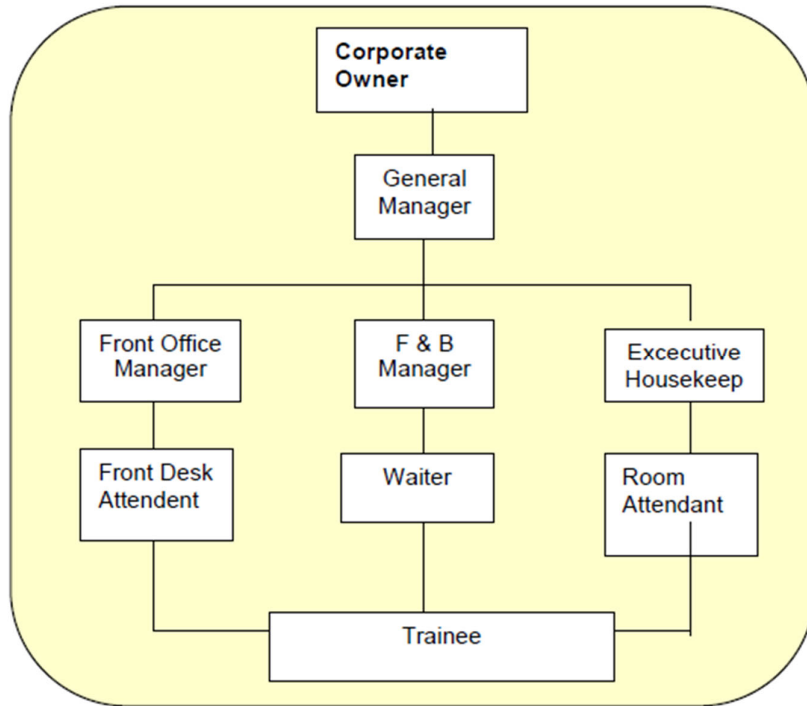 Corporate
Owner
General
Manager
Front Office
Manager
F & B
Manager
Excecutive
Housekeep
Front Desk
Attendent
Waiter
Room
Attendant
Trainee